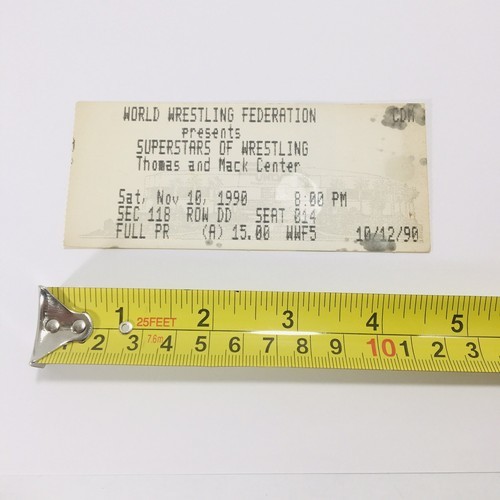 WORLD WRESTLING FEDERATION CDM
presents
SUPERSTARS OF WRESTLING
Thomas and Mack Center
Sat, Nov 10, 1990 8:00 PM
SEC 118 ROW DD SEAT 014
FULL PR (A) 15.00 WWF5 10/12/90
1 2 3 4 5
25FEET
7.6m
2 3 4 5 6 7 8 9 10 1 2 3